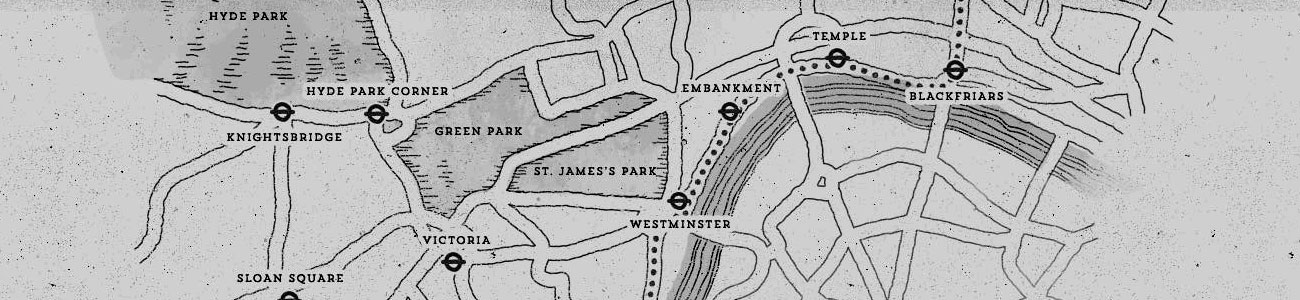 HYDE PARK
TEMPLE
HYDE PARK CORNER
EMBANKMENT
BLACKFRIARS
KNIGHTSBRIDGE
GREEN PARK
ST. JAMES'S PARK
WESTMINSTER
VICTORIA
SLOAN SQUARE